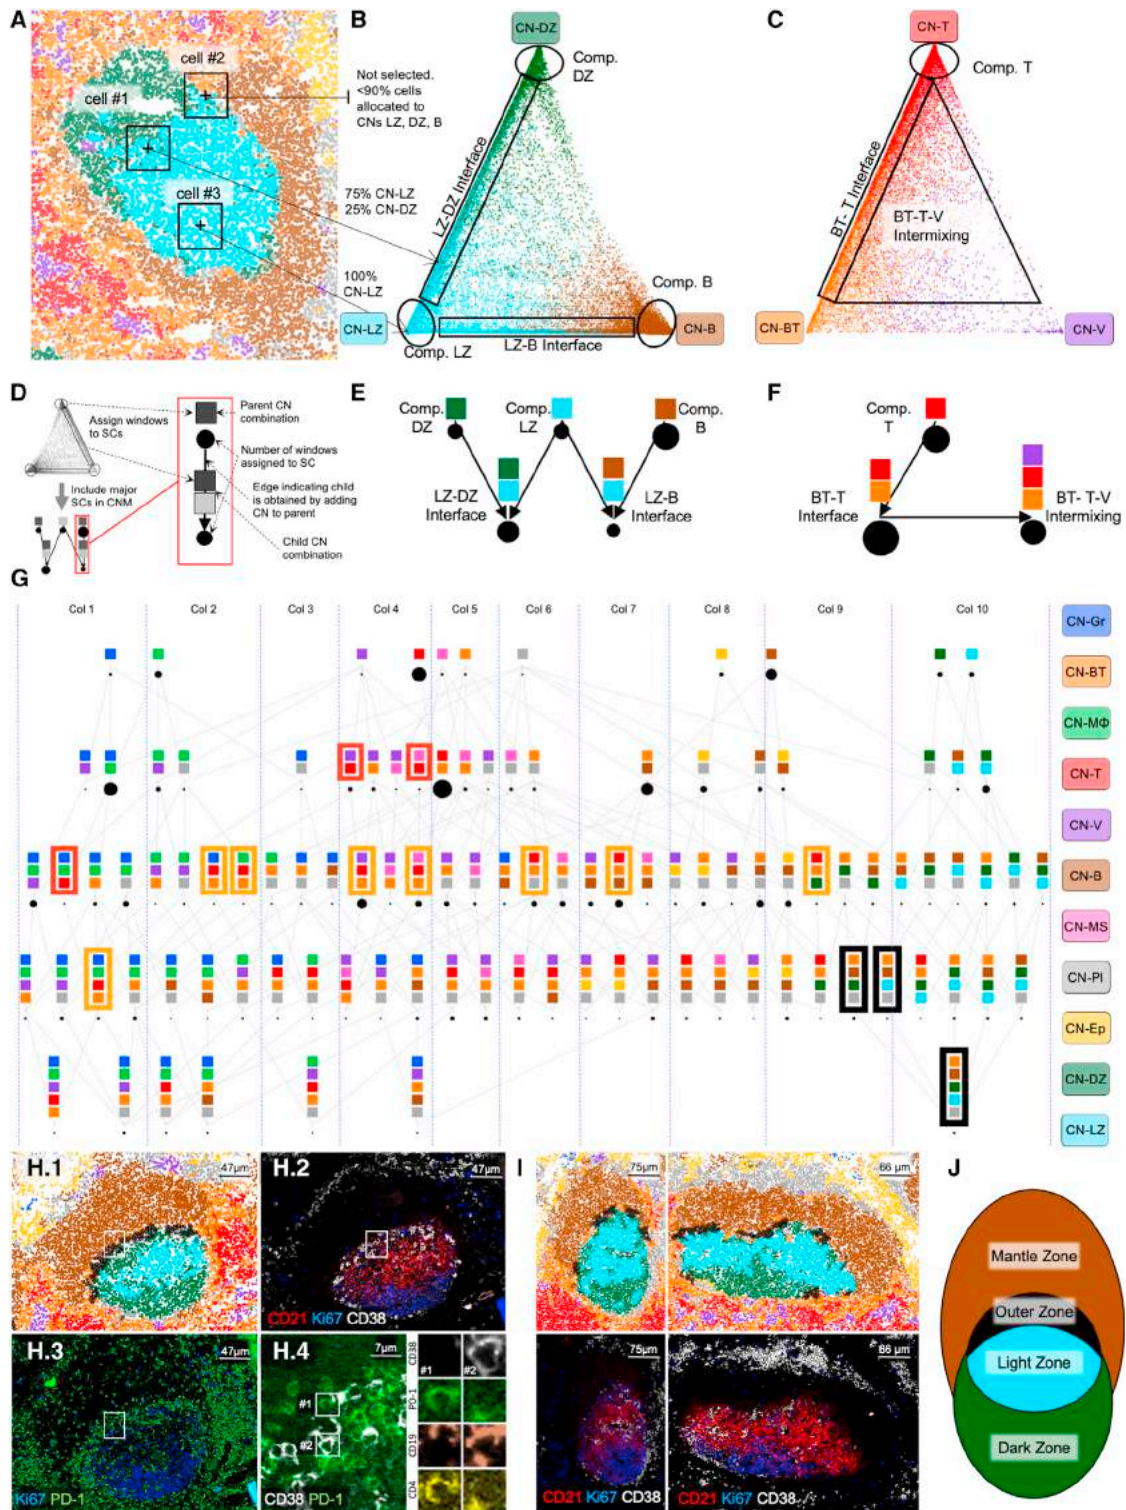 A
B
C
CN-DZ
CN-T
cell #2
cell #1
cell #3
Not selected.
<90% cells
allocated to
CNs LZ, DZ, B
Comp.
DZ
Comp. T
75% CN-LZ
25% CN-DZ
LZ-DZ Interface
BT- T Interface
BT-T-V
Intermixing
100%
CN-LZ
Comp. B
CN-LZ
CN-B
CN-BT
CN-V
Comp. LZ
LZ-B Interface
D
E
F
Assign windows
to SCs
Include major
SCs in CNM
Parent CN
combination
Number of windows
assigned to SC
Edge indicating child
is obtained by adding
CN to parent
Child CN
combination
Comp.
DZ
Comp.
LZ
Comp.
B
LZ-DZ
Interface
LZ-B
Interface
Comp.
T
BT-T
Interface
BT- T-V
Intermixing
G
Col 1
Col 2
Col 3
Col 4
Col 5
Col 6
Col 7
Col 8
Col 9
Col 10
CN-Gr
CN-BT
CN-MΦ
CN-T
CN-V
CN-B
CN-MS
CN-Pl
CN-Ep
CN-DZ
CN-LZ
H.1
47μm
H.2
47μm
CD21 Ki67 CD38
I
75μm
66 μm
J
Mantle Zone
Outer Zone
Light Zone
Dark Zone
H.3
47μm
Ki67 PD-1
H.4
7μm
#1
#2
CD38 PD-1
#1
#2
CD38
PD-1
CD19
CD4
75μm
CD21 Ki67 CD38
66 μm
CD21 Ki67 CD38